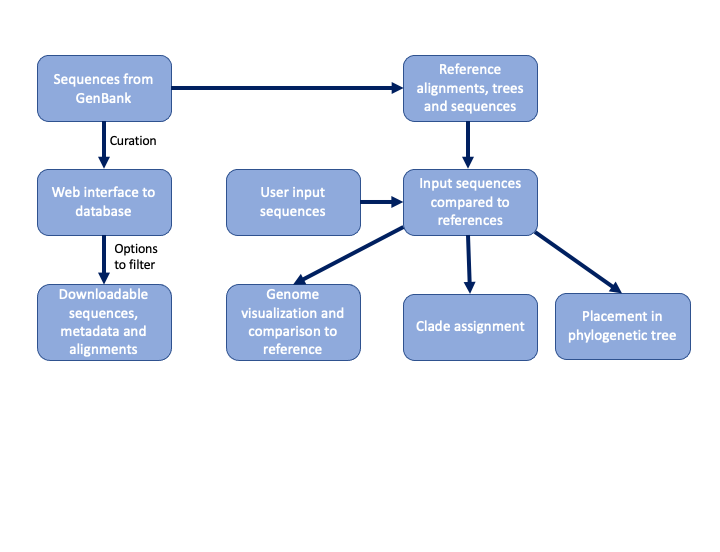 Sequences from
GenBank
Reference
alignments, trees
and sequences
Curation
Web interface to
database
User input
sequences
Input sequences
compared to
references
Options
to filter
Downloadable
sequences,
metadata and
alignments
Genome
visualization and
comparison to
reference
Clade assignment
Placement in
phylogenetic tree